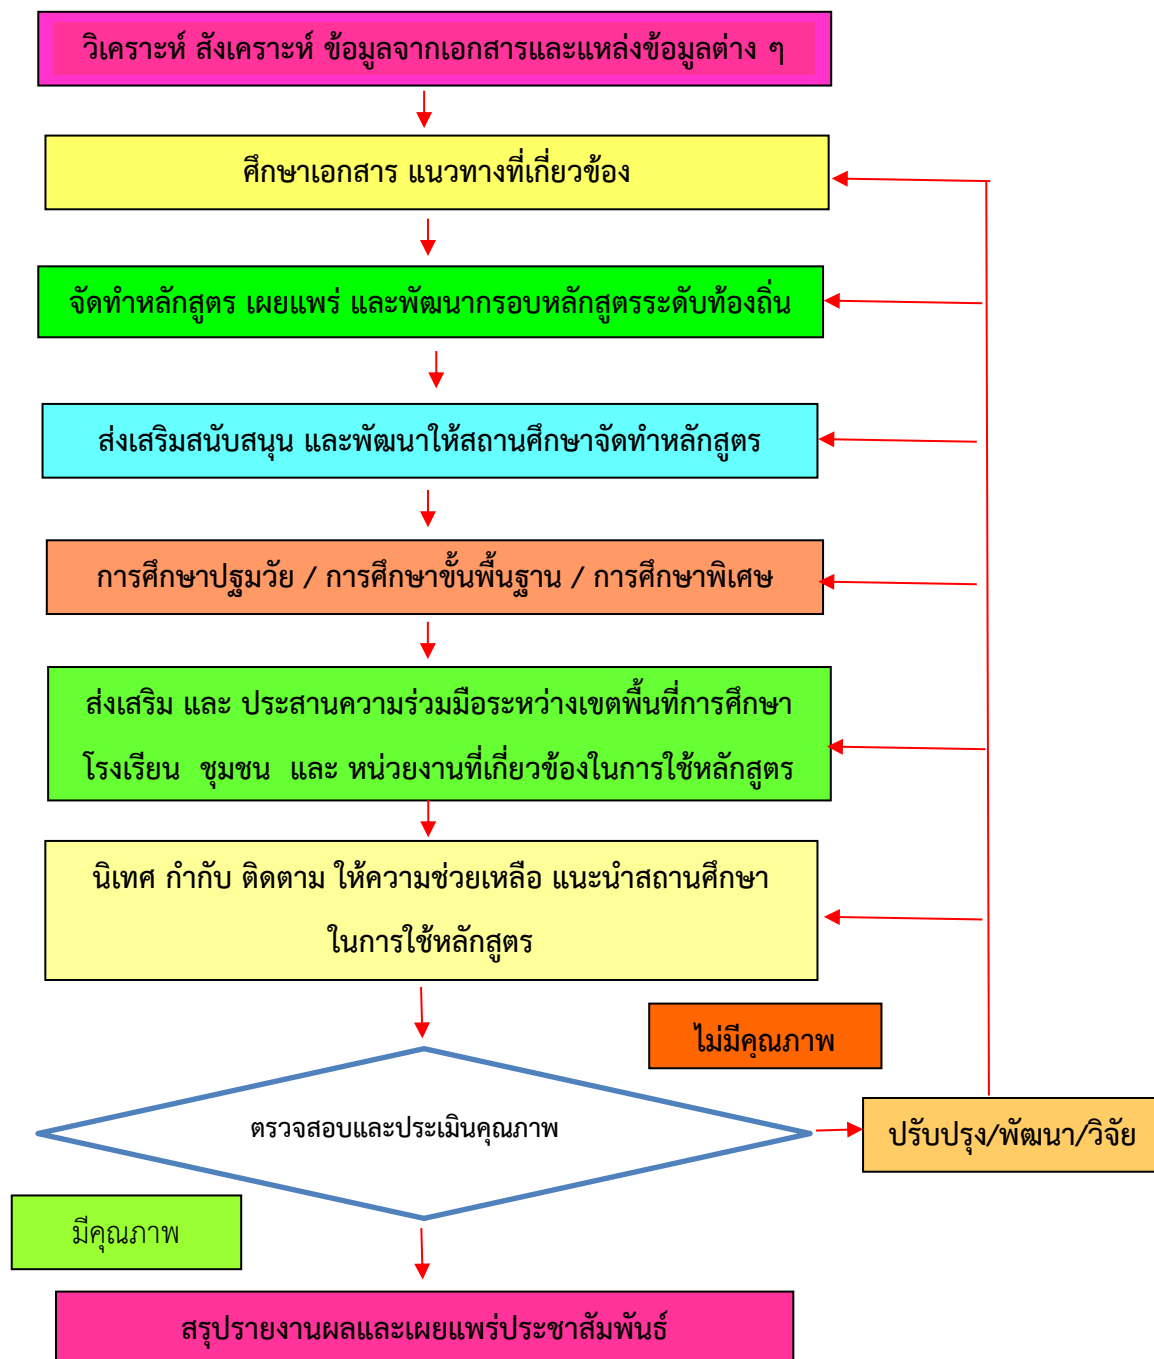 วิเคราะห์ สังเคราะห์ ข้อมูลจากเอกสารและแหล่งข้อมูลต่าง ๆ
ศึกษาเอกสาร แนวทางที่เกี่ยวข้อง
จัดทำหลักสูตร เผยแพร่ และพัฒนากรอบหลักสูตรระดับท้องถิ่น
ส่งเสริมสนับสนุน และพัฒนาให้สถานศึกษาจัดทำหลักสูตร
การศึกษาปฐมวัย / การศึกษาขั้นพื้นฐาน / การศึกษาพิเศษ
ส่งเสริม และ ประสานความร่วมมือระหว่างเขตพื้นที่การศึกษา
โรงเรียน ชุมชน และ หน่วยงานที่เกี่ยวข้องในการใช้หลักสูตร
นิเทศ กำกับ ติดตาม ให้ความช่วยเหลือ แนะนำสถานศึกษา
ในการใช้หลักสูตร
ไม่มีคุณภาพ
ตรวจสอบและประเมินคุณภาพ
ปรับปรุง/พัฒนา/วิจัย
มีคุณภาพ
สรุปรายงานผลและเผยแพร่ประชาสัมพันธ์